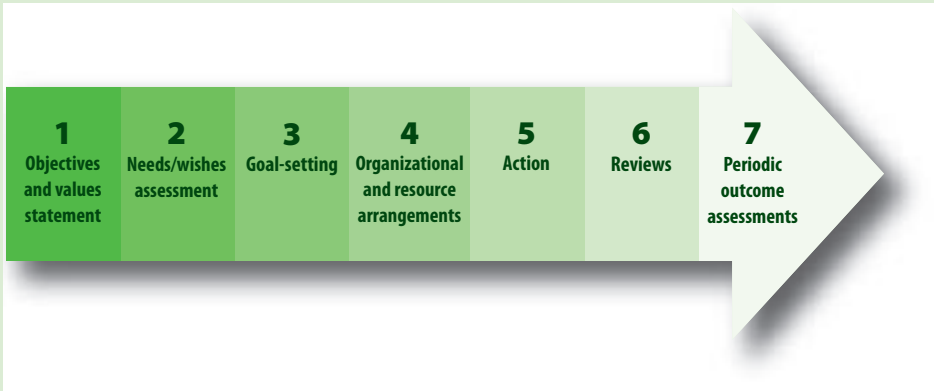 1
Objectives
and values
statement
2
Needs/wishes
assessment
3
Goal-setting
4
Organizational
and resource
arrangements
5
Action
6
Reviews
7
Periodic
outcome
assessments